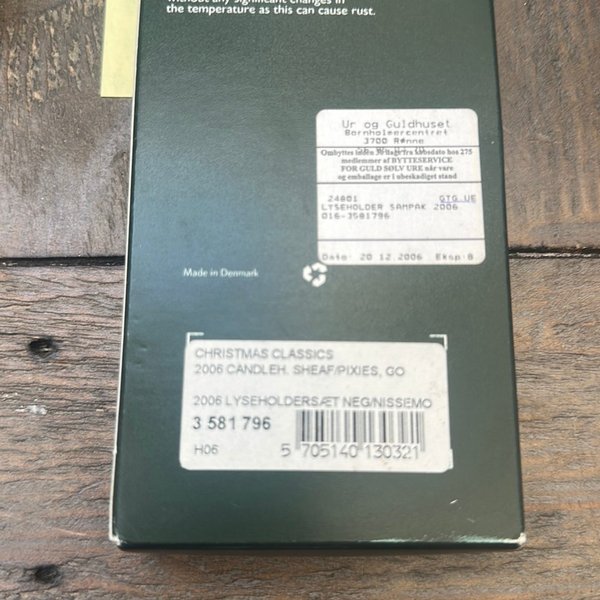 without any significant changes in
the temperature as this can cause rust.
Ur og Guldhuset
Bornholmercentret
3700 Rønne
Ombyttes inden 30 dage fra købsdato hos 275
medlemmer af BYTTESERVICE
FOR GULD SØLV URE når vare
og emballage er i ubeskadiget stand
24801 GTG UE
LYSEHOLDER SAMPAK 2006
016-3581796
Dato: 20.12.2006 Eksp:8
Made in Denmark
CHRISTMAS CLASSICS
2006 CANDLEH. SHEAF/PIXIES, GO
2006 LYSEHOLDERSÆT NEG/NISSEMO
3 581 796
H06 5 705140 130321